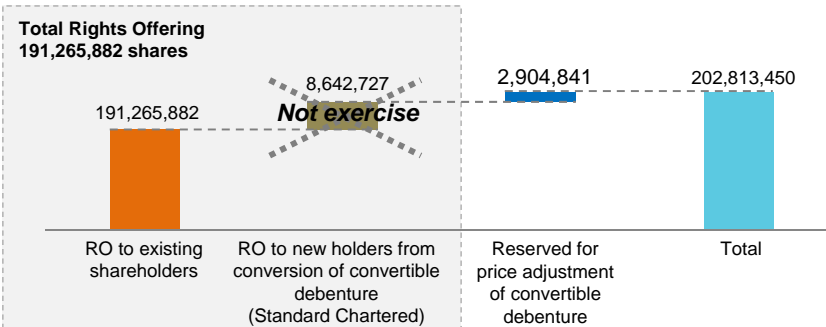 Total Rights Offering
191,265,882 shares
191,265,882
8,642,727
Not exercise
2,904,841
202,813,450
RO to existing
shareholders
RO to new holders from
conversion of convertible
debenture
(Standard Chartered)
Reserved for
price adjustment
of convertible
debenture
Total